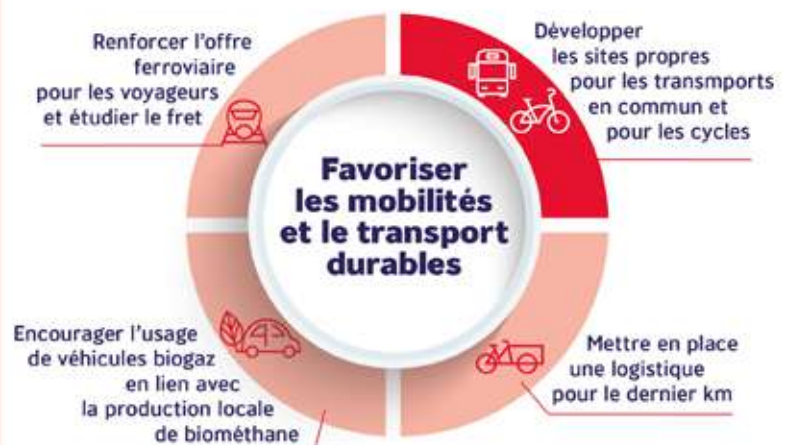 Renforcer l'offre
ferroviaire
pour les voyageurs
et étudier le fret
Développer
les sites propres
pour les transmports
en commun et
pour les cycles
Favoriser
les mobilités
et le transport
durables
Encourager l'usage
de véhicules biogaz
en lien avec
la production locale
de biométhane
Mettre en place
une logistique
pour le dernier km